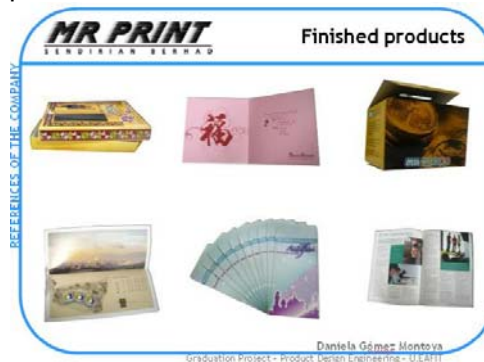 MR PRINT
SENDIRIAN BERHAD
Finished products
REFERENCES OF THE COMPANY
福
Daniela Gómez Montoya
Graduation Project - Product Design Engineering - U.EAFIT